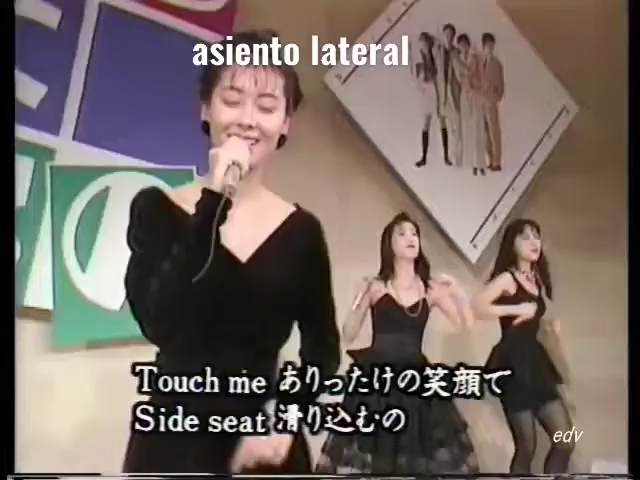 asiento lateral
Touch me ありったけの笑顔で
Side seat 滑り込むの
edv